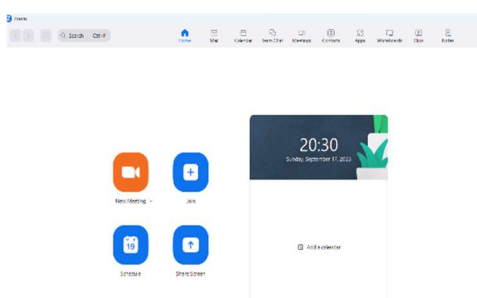 Zoom
Search Ctrl+F
Home Mail Calendar Team Chat Meetings Contacts Apps Whiteboards Clips Notes
20:30
Sunday, September 17, 2023
New Meeting Join
19
Schedule Share Screen
Add a calendar